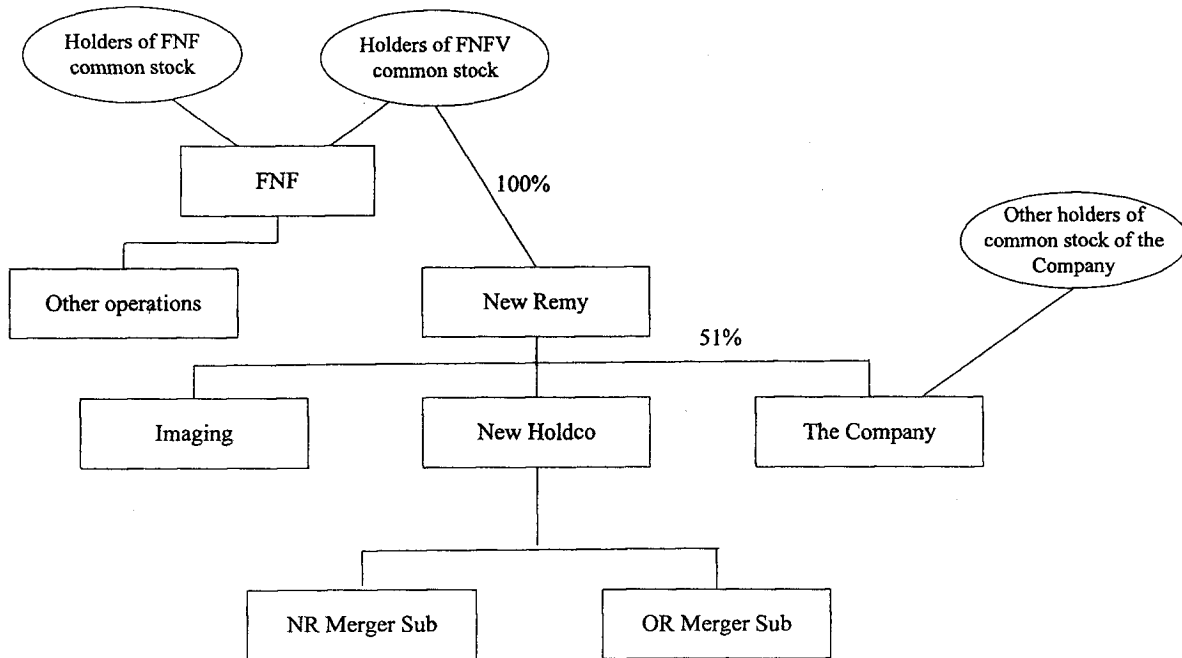 Holders of FNF
common stock
Holders of FNFV
common stock
FNF
100%
Other holders of
common stock of the
Company
Other operations
New Remy
51%
Imaging
New Holdco
The Company
NR Merger Sub
OR Merger Sub